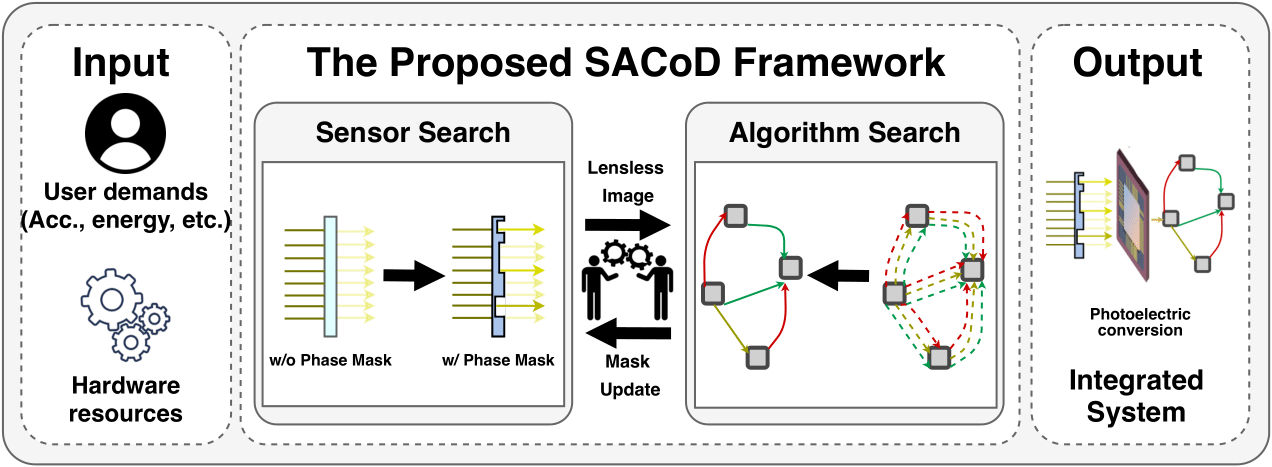 Input
User demands
(Acc., energy, etc.)
Hardware
resources
The Proposed SACoD Framework
Sensor Search
w/o Phase Mask
w/ Phase Mask
Lensless
Image
Mask
Update
Algorithm Search
Output
Photoelectric
conversion
Integrated
System